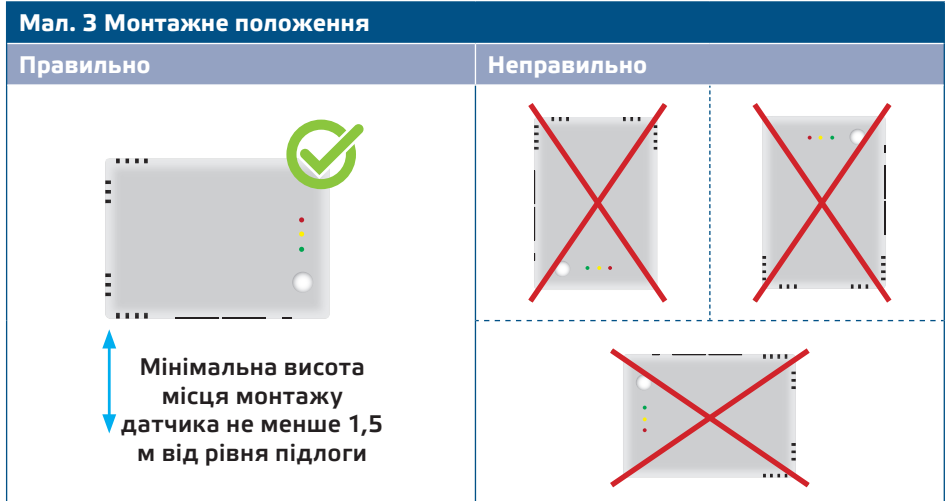 Мал. 3 Монтажне положення
Правильно
Неправильно
Мінімальна висота
місця монтажу
датчика не менше 1,5
м від рівня підлоги